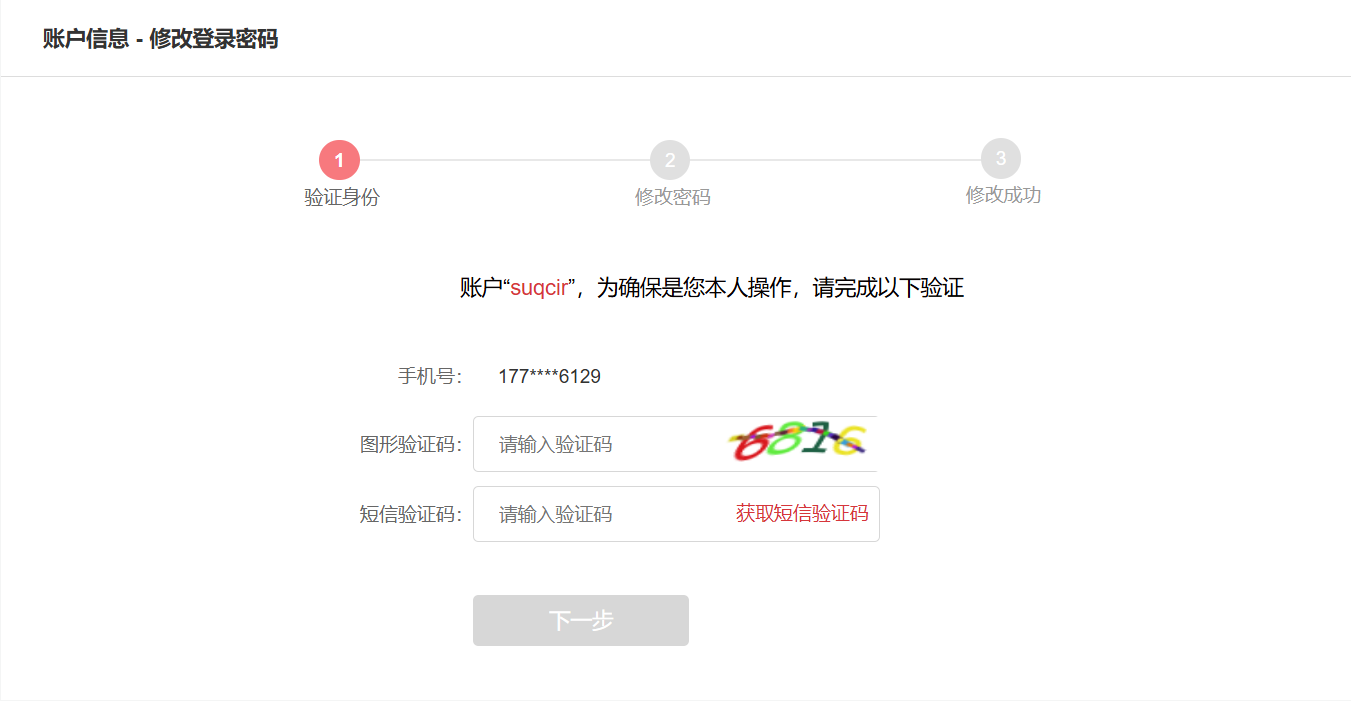 账户信息 - 修改登录密码
1
2
3
验证身份
修改密码
修改成功
账户“suqcir”，为确保是您本人操作，请完成以下验证
手机号： 177****6129
图形验证码： 请输入验证码 6816
短信验证码： 请输入验证码 获取短信验证码
下一步